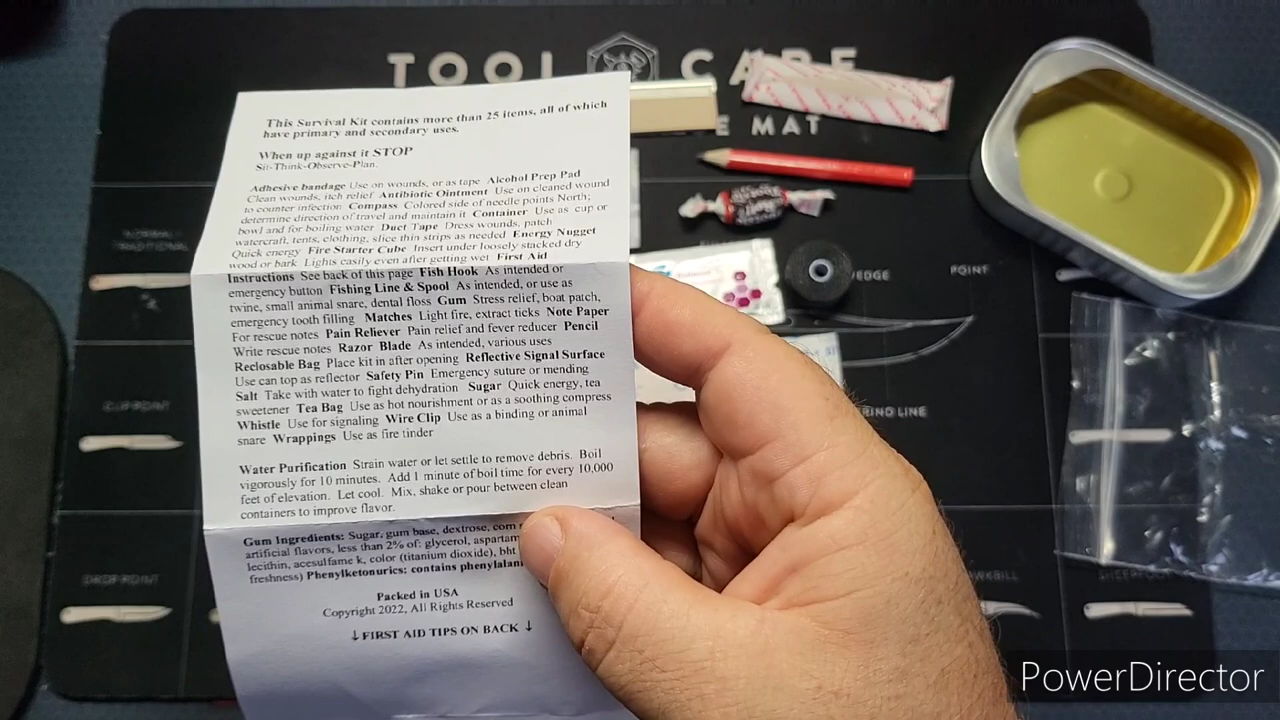 TOOL CARE
E MAT
This Survival Kit contains more than 25 items, all of which
have primary and secondary uses.
When up against it STOP
Sit-Think-Observe-Plan.
Adhesive bandage Use on wounds, or as tape Alcohol Prep Pad
Clean wounds, itch relief Antibiotic Ointment Use on cleaned wound
to counter infection Compass Colored side of needle points North;
determine direction of travel and maintain it Container Use as cup or
bowl and for boiling water Duct Tape Dress wounds, patch
watercraft, tents, clothing, slice thin strips as needed Energy Nugget
Quick energy Fire Starter Cube Insert under loosely stacked dry
wood or bark Lights easily even after getting wet First Aid
Instructions See back of this page Fish Hook As intended or
emergency button Fishing Line & Spool As intended, or use as
twine, small animal snare, dental floss Gum Stress relief, boat patch,
emergency tooth filling Matches Light fire, extract ticks Note Paper
For rescue notes Pain Reliever Pain relief and fever reducer Pencil
Write rescue notes Razor Blade As intended, various uses
Reclosable Bag Place kit in after opening Reflective Signal Surface
Use can top as reflector Safety Pin Emergency suture or mending
Salt Take with water to fight dehydration Sugar Quick energy, tea
sweetener Tea Bag Use as hot nourishment or as a soothing compress
Whistle Use for signaling Wire Clip Use as a binding or animal
snare Wrappings Use as fire tinder
Water Purification Strain water or let settle to remove debris. Boil
vigorously for 10 minutes. Add 1 minute of boil time for every 10,000
feet of elevation. Let cool. Mix, shake or pour between clean
containers to improve flavor.
Gum Ingredients: Sugar, gum base, dextrose, corn
artificial flavors, less than 2% of: glycerol, aspartam
lecithin, acesulfame k, color (titanium dioxide), bht
freshness) Phenylketonurics: contains phenylalan
Packed in USA
Copyright 2022, All Rights Reserved
↓FIRST AID TIPS ON BACK ↓
NORMAL/
TRADITIONAL
CLIP POINT
DROP POINT
EDGE
POINT
RIND LINE
WKBILL
SHEEPFOOT
PowerDirector